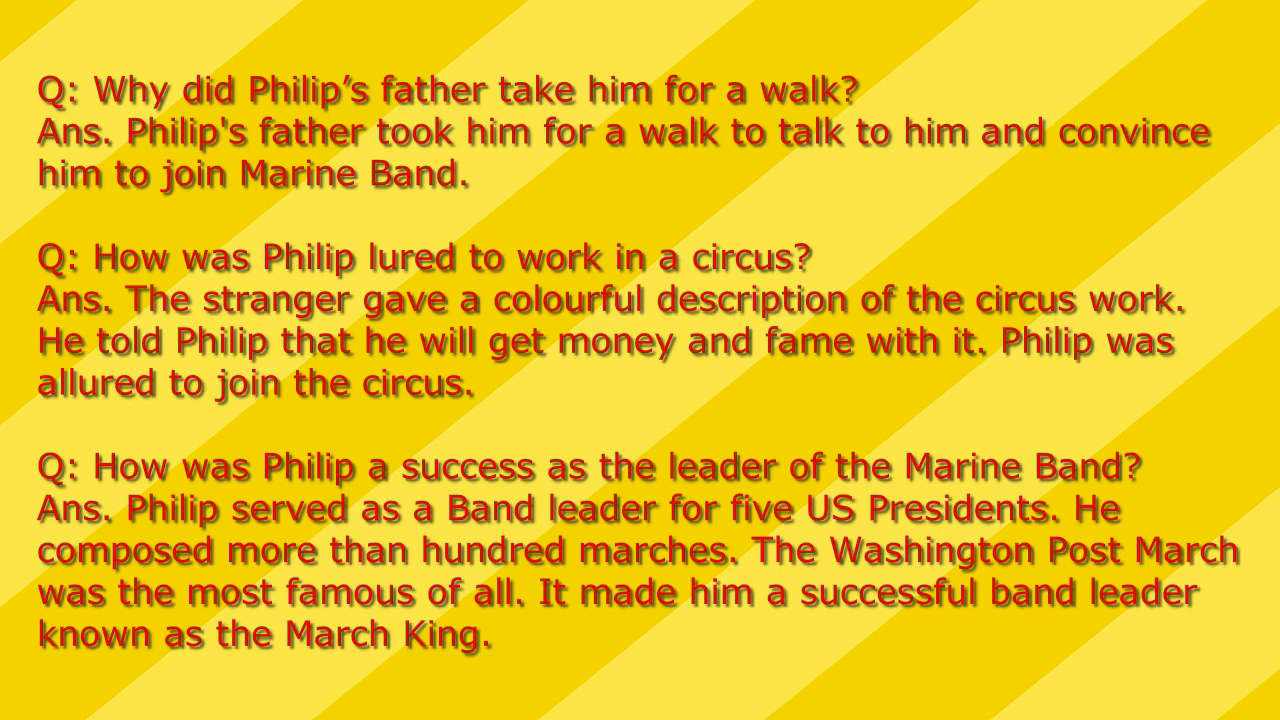 Q: Why did Philip’s father take him for a walk?
Ans. Philip's father took him for a walk to talk to him and convince
him to join Marine Band.
Q: How was Philip lured to work in a circus?
Ans. The stranger gave a colourful description of the circus work.
He told Philip that he will get money and fame with it. Philip was
allured to join the circus.
Q: How was Philip a success as the leader of the Marine Band?
Ans. Philip served as a Band leader for five US Presidents. He
composed more than hundred marches. The Washington Post March
was the most famous of all. It made him a successful band leader
known as the March King.